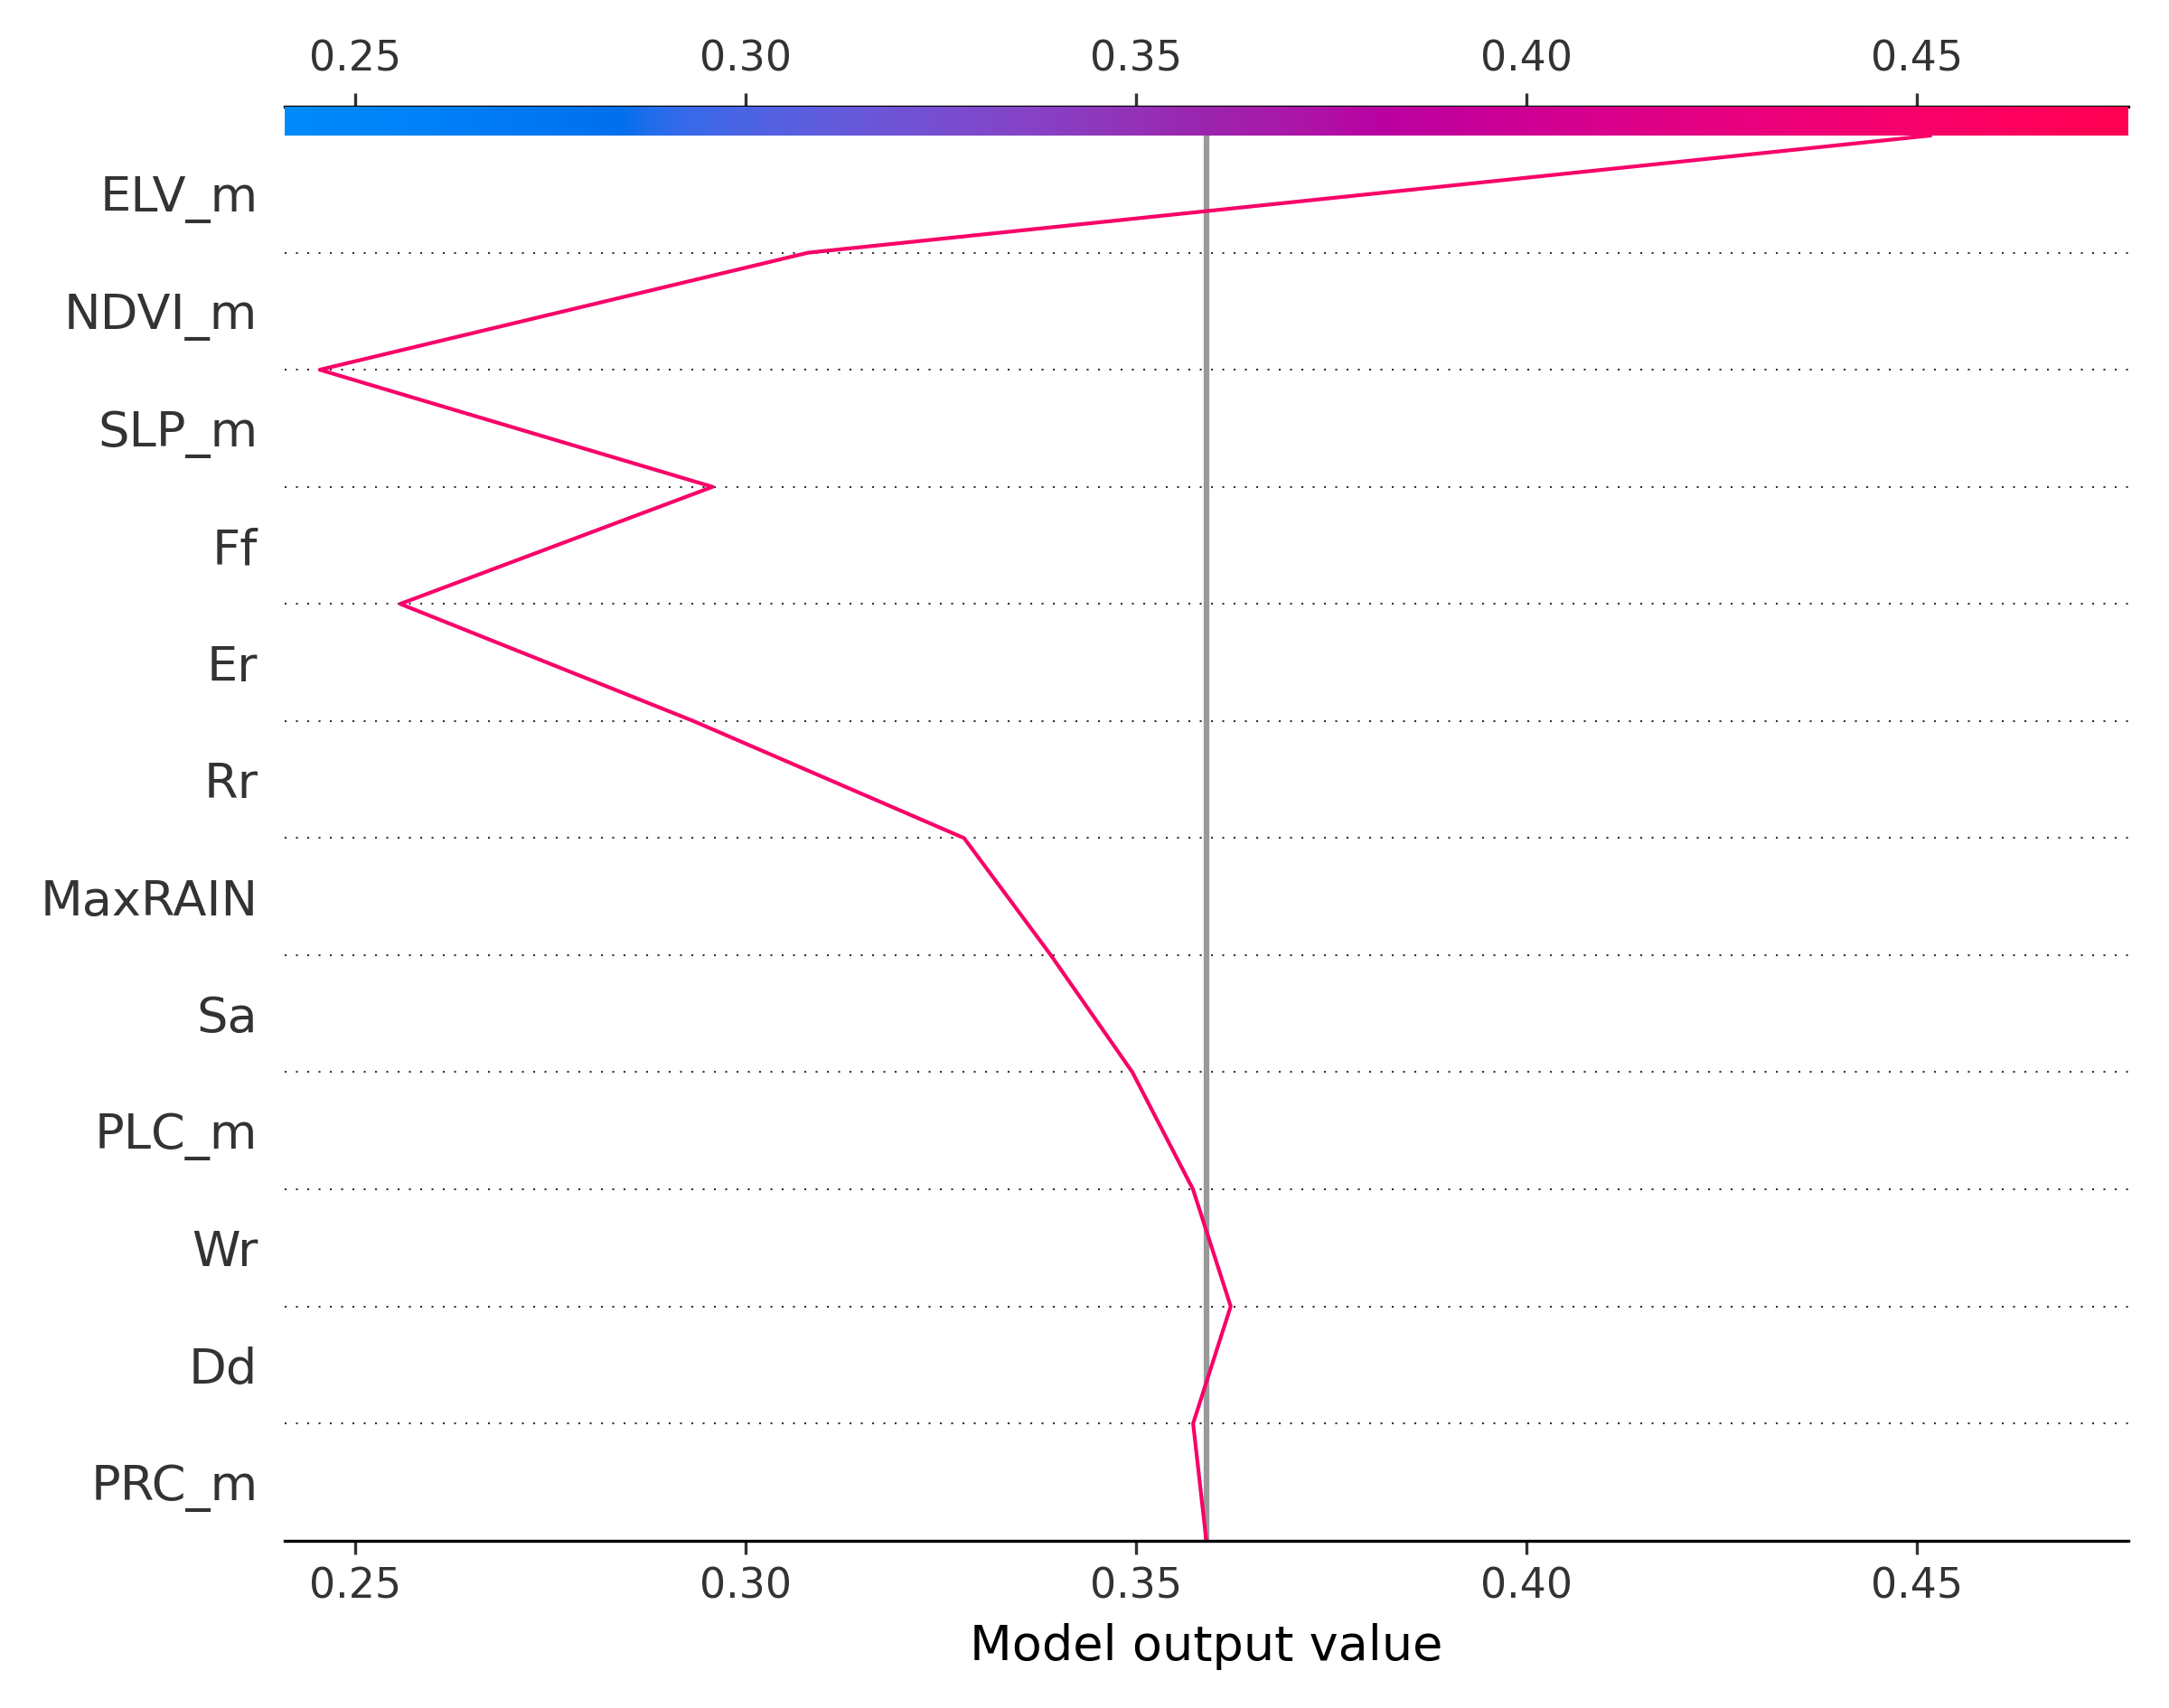 0.25 0.30 0.35 0.40 0.45
ELV_m
NDVI_m
SLP_m
Ff
Er
Rr
MaxRAIN
Sa
PLC_m
Wr
Dd
PRC_m
0.25 0.30 0.35 0.40 0.45
Model output value